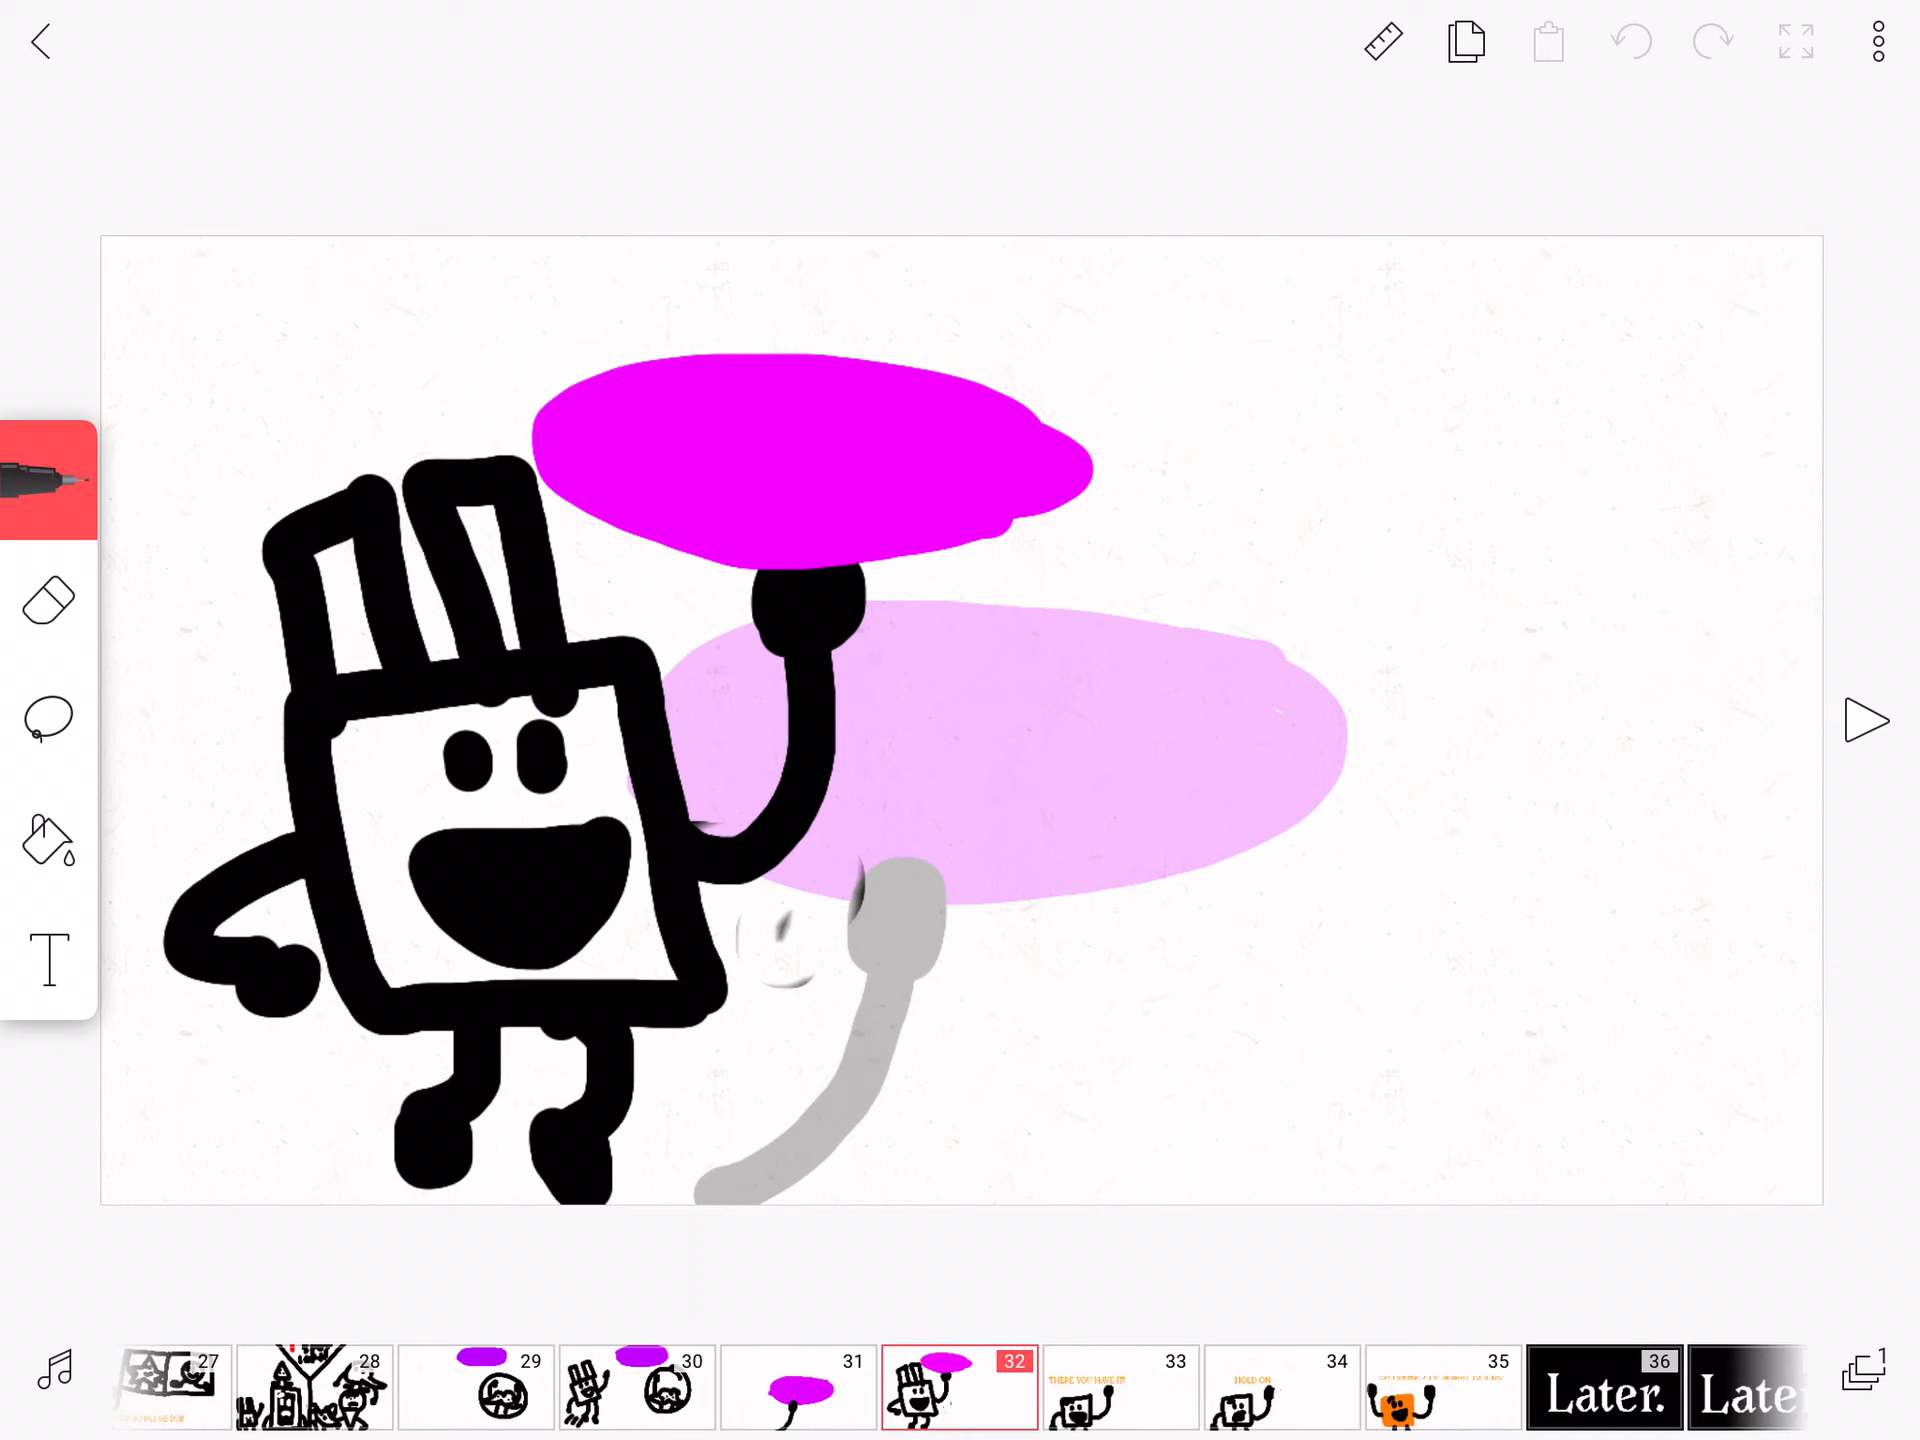 1
27
28
29
30
31
32
33
THERE YOU HAVE IT!
34
HOLD ON.
35
36
Later.
Late